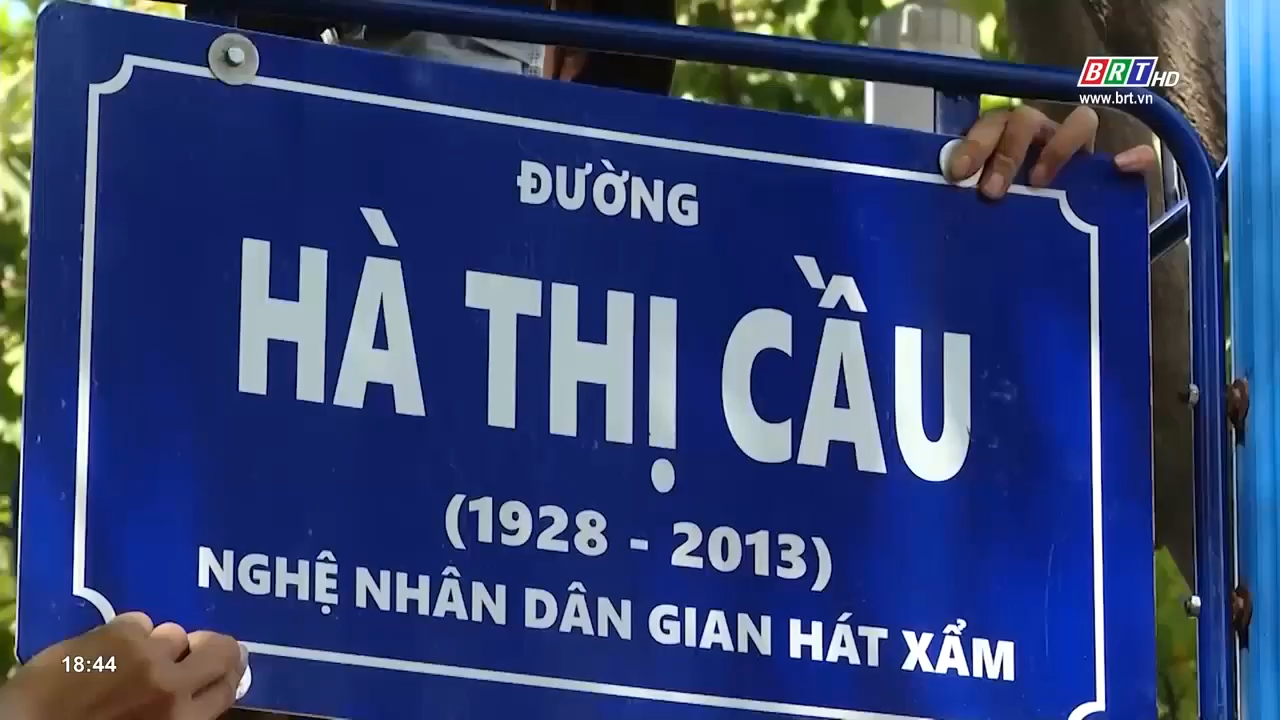 BRT HD
www.brt.vn
ĐƯỜNG
HÀ THỊ CẦU
(1928 - 2013)
NGHỆ NHÂN DÂN GIAN HÁT XẨM
18:44